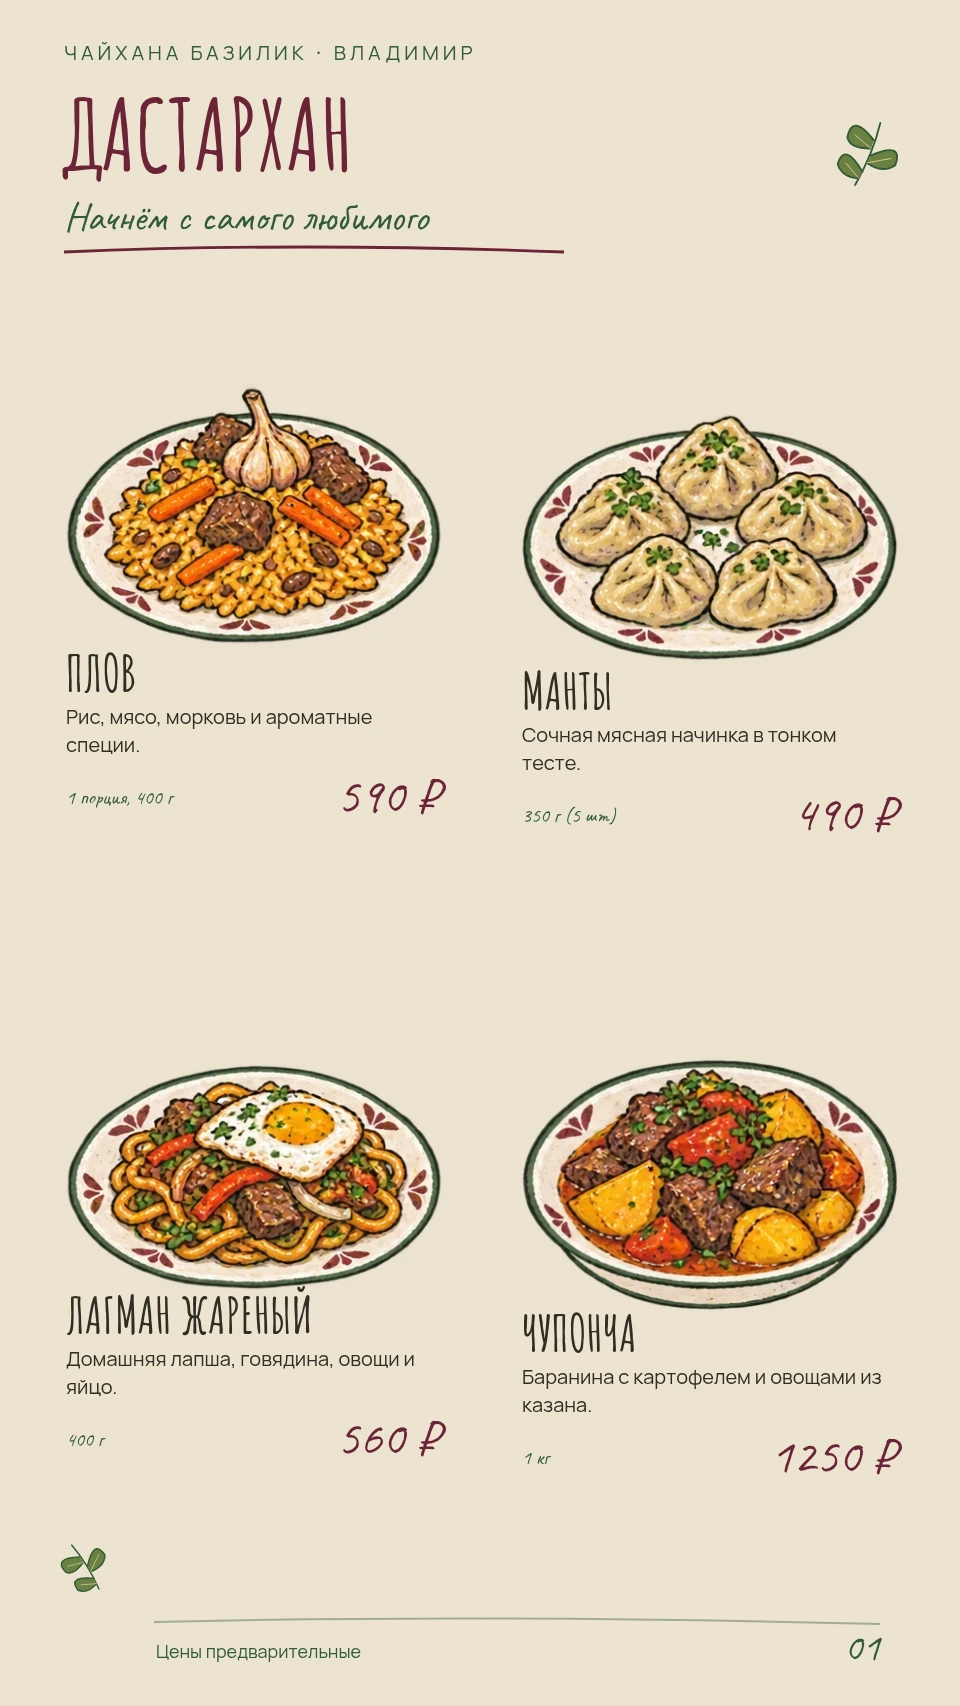 ЧАЙХАНА БАЗИЛИК · ВЛАДИМИР
ДАСТАРХАН
Начнём с самого любимого
ПЛОВ
Рис, мясо, морковь и ароматные
специи.
1 порция, 400 г
590 ₽
МАНТЫ
Сочная мясная начинка в тонком
тесте.
350 г (5 шт)
490 ₽
ЛАГМАН ЖАРЕНЫЙ
Домашняя лапша, говядина, овощи и
яйцо.
400 г
560 ₽
ЧУПОНЧА
Баранина с картофелем и овощами из
казана.
1 кг
1250 ₽
Цены предварительные
01